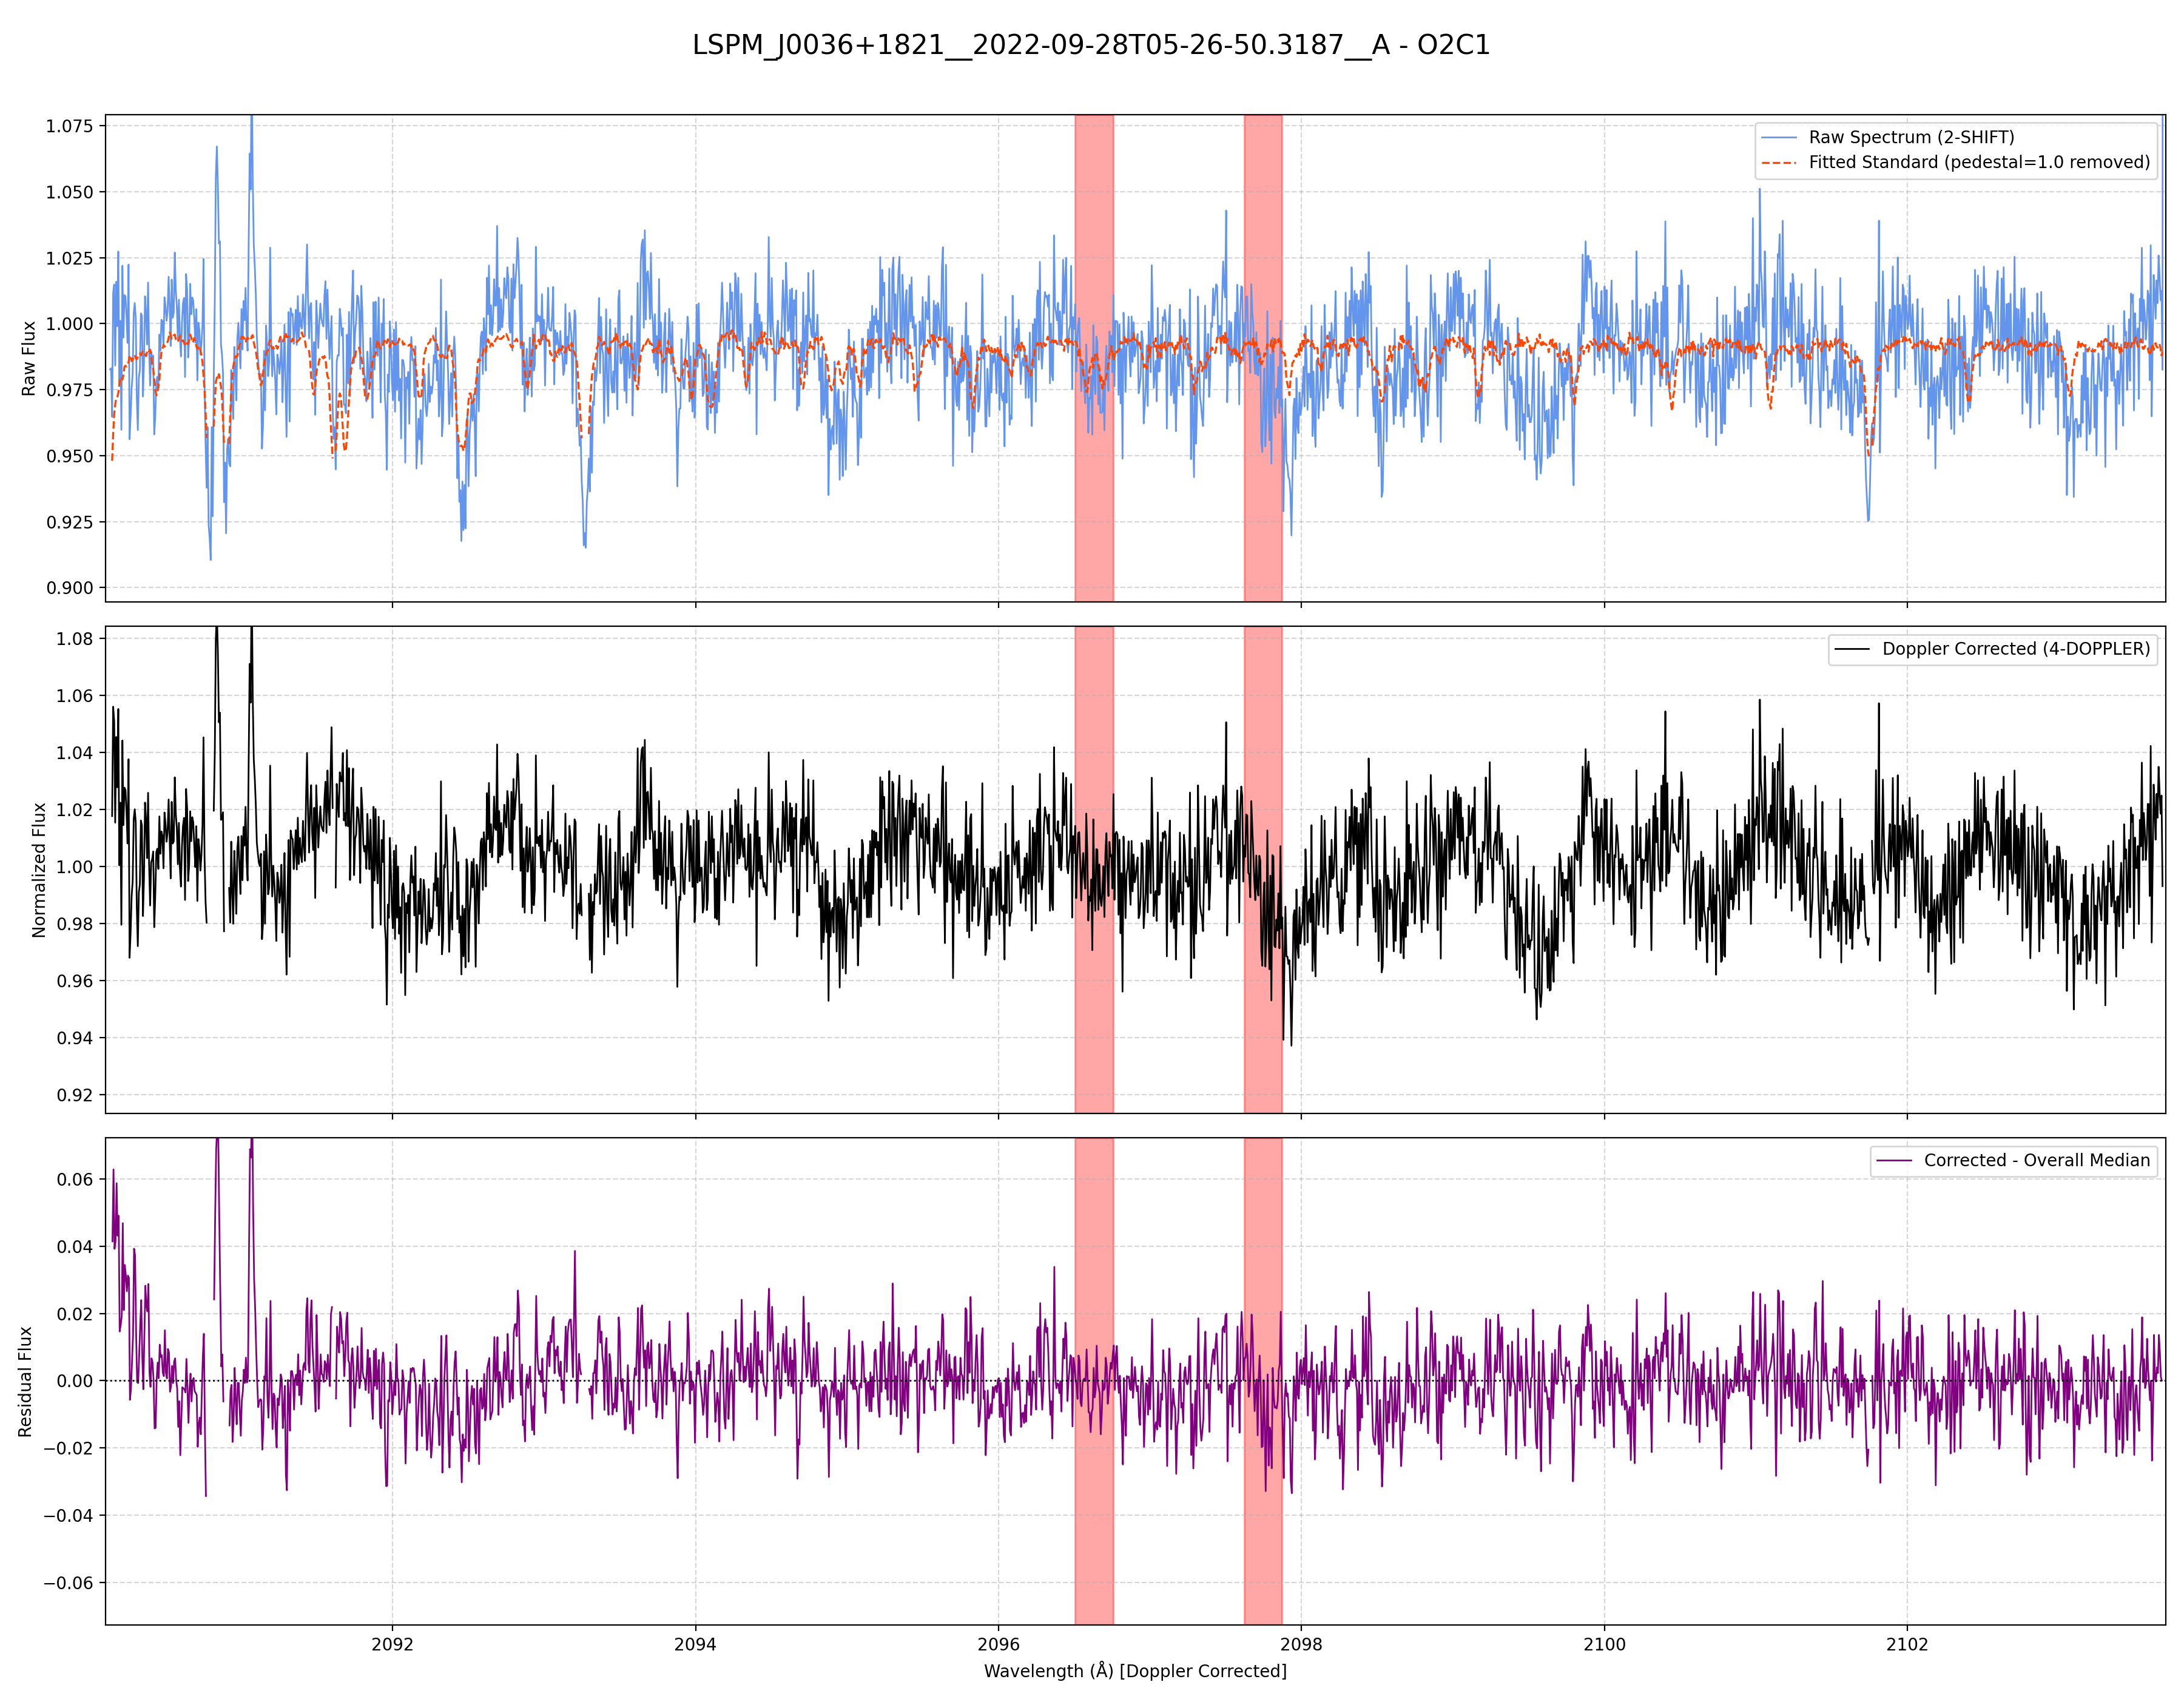 LSPM_J0036+1821__2022-09-28T05-26-50.3187__A - O2C1
1.075
1.050
1.025
1.000
0.975
0.950
0.925
0.900
Raw Flux
Raw Spectrum (2-SHIFT)
Fitted Standard (pedestal=1.0 removed)
1.08
1.06
1.04
1.02
1.00
0.98
0.96
0.94
0.92
Normalized Flux
Doppler Corrected (4-DOPPLER)
0.06
0.04
0.02
0.00
−0.02
−0.04
−0.06
Residual Flux
Corrected - Overall Median
2092 2094 2096 2098 2100 2102
Wavelength (Å) [Doppler Corrected]